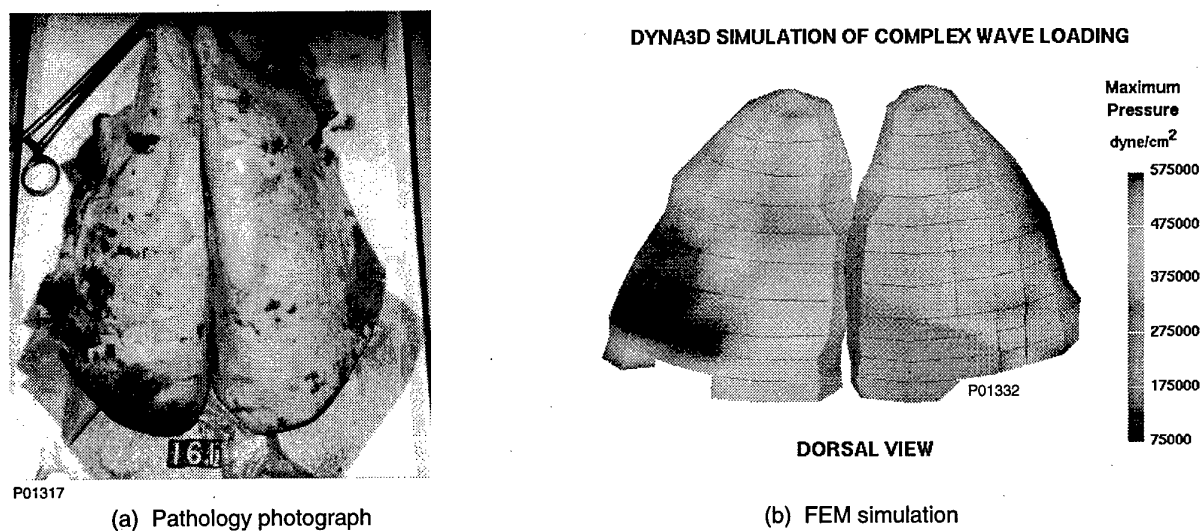 161
P01317
(a) Pathology photograph
DYNA3D SIMULATION OF COMPLEX WAVE LOADING
Maximum
Pressure
dyne/cm2
575000
475000
375000
275000
175000
75000
P01332
DORSAL VIEW
(b) FEM simulation